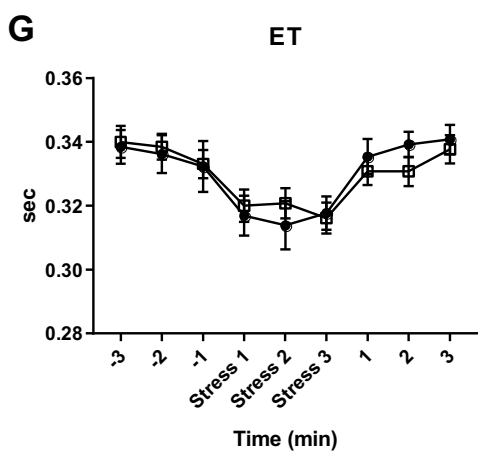 G
ET
0.36
0.34
0.32
0.30
0.28
sec
-3
-2
-1
Stress 1
Stress 2
Stress 3
1
2
3
Time (min)